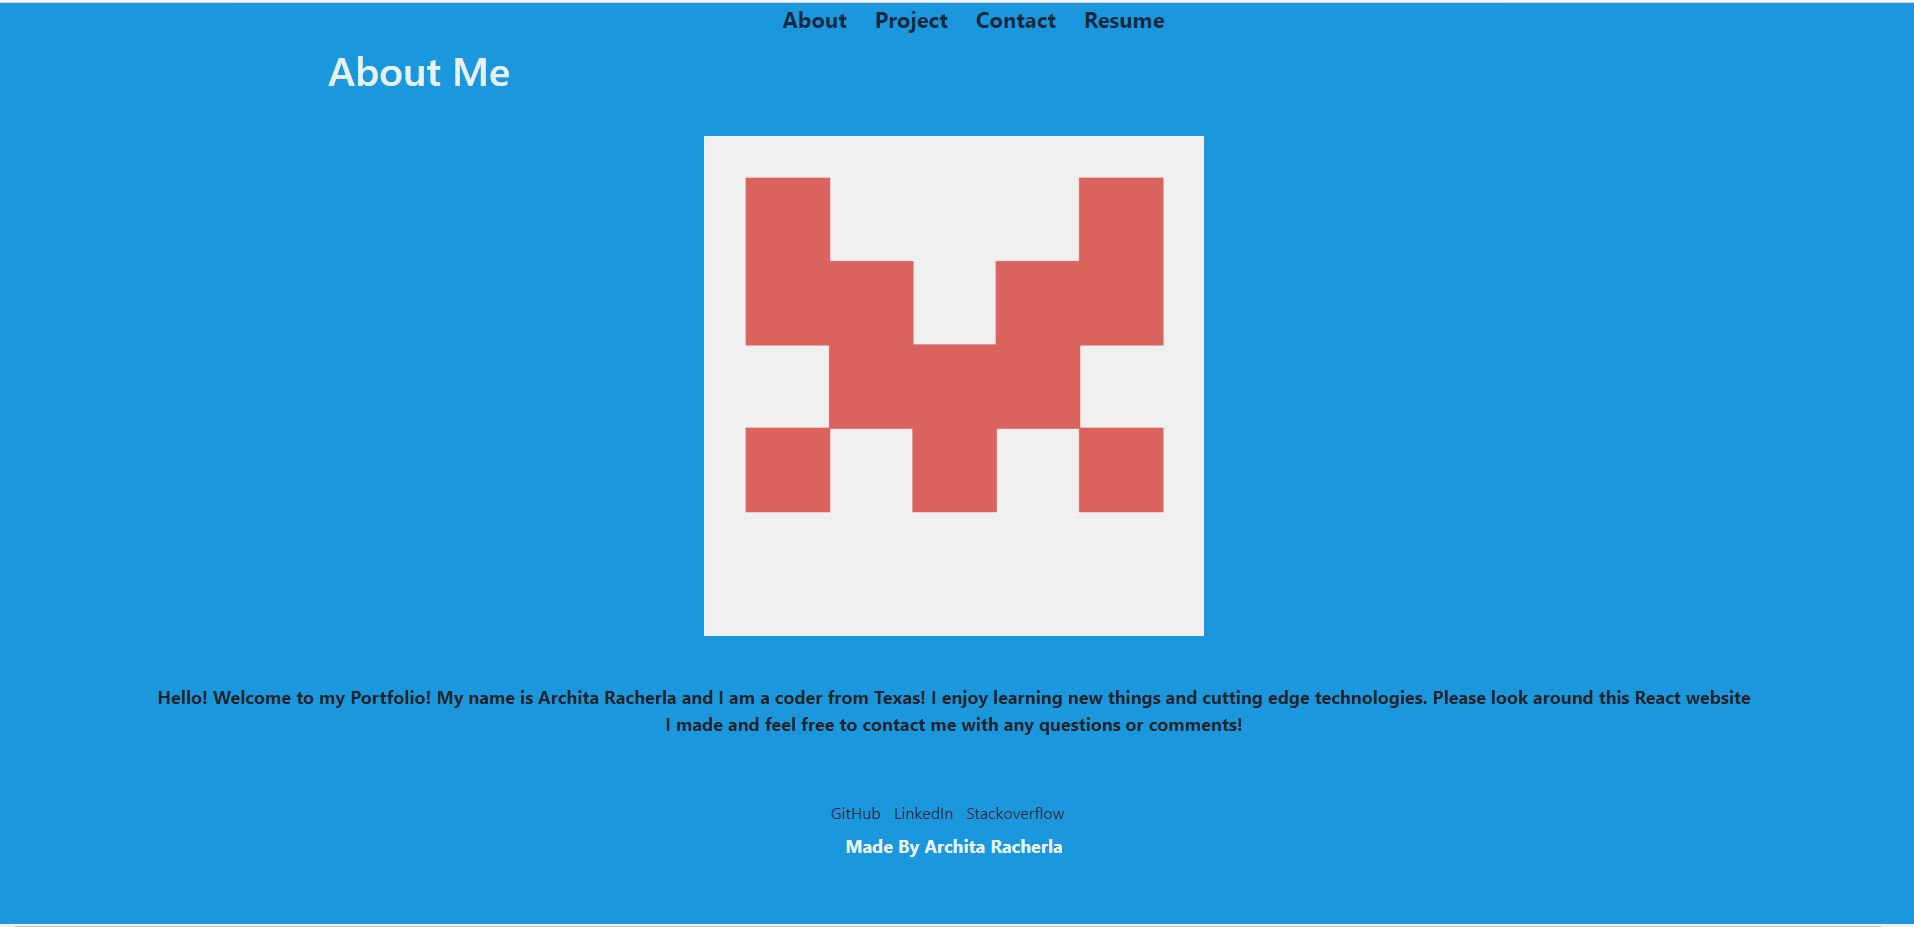 About Project Contact Resume
About Me
Hello! Welcome to my Portfolio! My name is Archita Racherla and I am a coder from Texas! I enjoy learning new things and cutting edge technologies. Please look around this React website
I made and feel free to contact me with any questions or comments!
GitHub LinkedIn Stackoverflow
Made By Archita Racherla